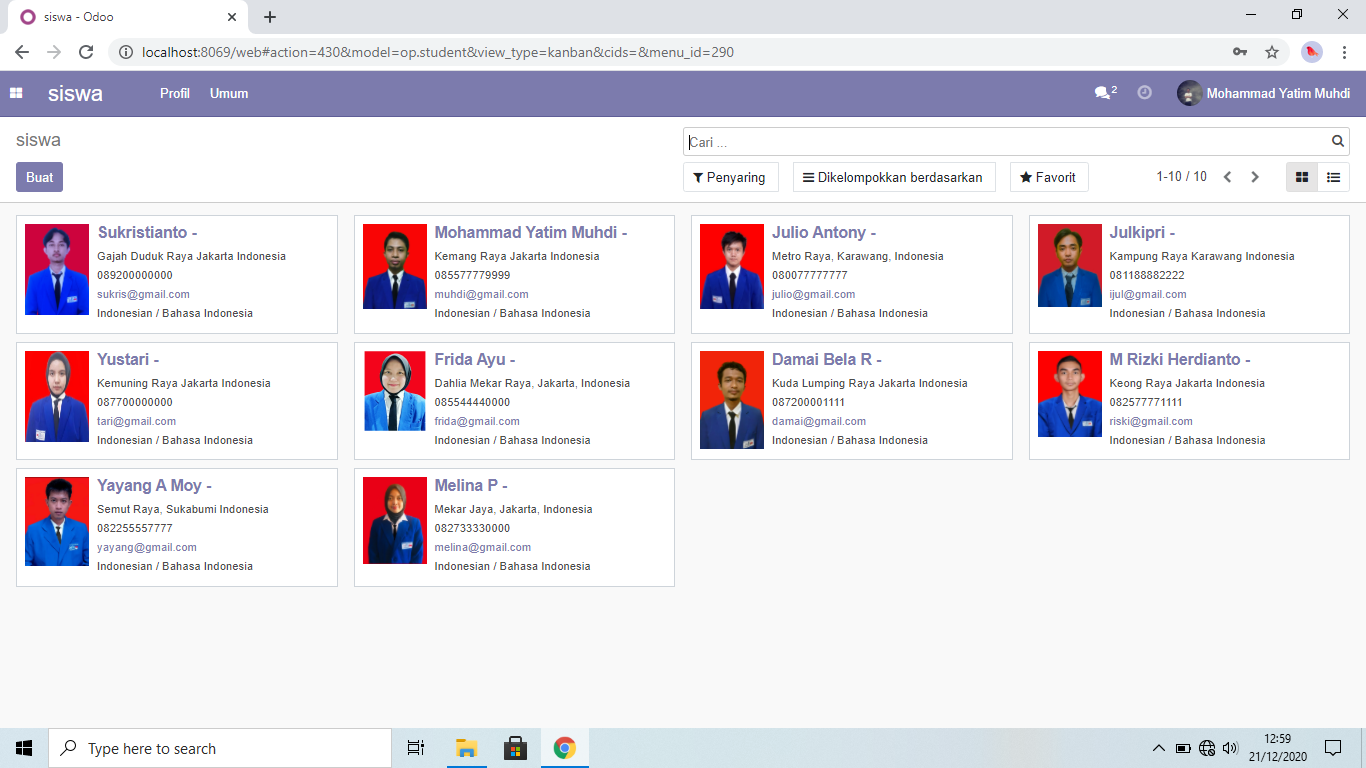 siswa - Odoo
localhost:8069/web#action=430&model=op.student&view_type=kanban&cids=&menu_id=290
siswa Profil Umum 2 Mohammad Yatim Muhdi
siswa
Cari ...
Buat
Penyaring Dikelompokkan berdasarkan Favorit 1-10 / 10
Sukristianto -
Gajah Duduk Raya Jakarta Indonesia
089200000000
sukris@gmail.com
Indonesian / Bahasa Indonesia
Mohammad Yatim Muhdi -
Kemang Raya Jakarta Indonesia
085577779999
muhdi@gmail.com
Indonesian / Bahasa Indonesia
Julio Antony -
Metro Raya, Karawang, Indonesia
080077777777
julio@gmail.com
Indonesian / Bahasa Indonesia
Julkipri -
Kampung Raya Karawang Indonesia
081188882222
ijul@gmail.com
Indonesian / Bahasa Indonesia
Yustari -
Kemuning Raya Jakarta Indonesia
087700000000
tari@gmail.com
Indonesian / Bahasa Indonesia
Frida Ayu -
Dahlia Mekar Raya, Jakarta, Indonesia
085544440000
frida@gmail.com
Indonesian / Bahasa Indonesia
Damai Bela R -
Kuda Lumping Raya Jakarta Indonesia
087200001111
damai@gmail.com
Indonesian / Bahasa Indonesia
M Rizki Herdianto -
Keong Raya Jakarta Indonesia
082577771111
riski@gmail.com
Indonesian / Bahasa Indonesia
Yayang A Moy -
Semut Raya, Sukabumi Indonesia
082255557777
yayang@gmail.com
Indonesian / Bahasa Indonesia
Melina P -
Mekar Jaya, Jakarta, Indonesia
082733330000
melina@gmail.com
Indonesian / Bahasa Indonesia
Type here to search
12:59
21/12/2020